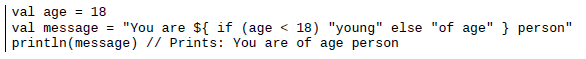 val age = 18
val message = "You are ${ if (age < 18) "young" else "of age" } person"
println(message) // Prints: You are of age person